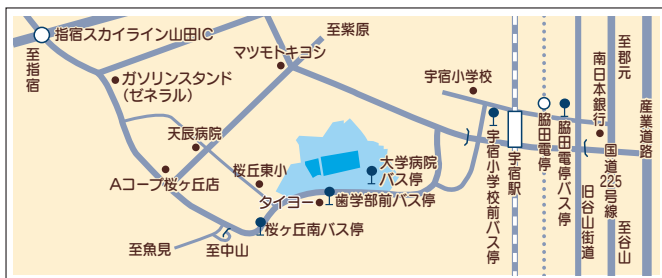 指宿スカイライン山田IC
至指宿
ガソリンスタンド
(ゼネラル)
マツモトキヨシ
至紫原
天辰病院
Aコープ桜ヶ丘店
桜丘東小
タイヨー
大学病院
バス停
歯学部前バス停
桜ヶ丘南バス停
至魚見
至中山
宇宿小学校
宇宿小学校前バス停
宇宿駅
脇田電停
脇田電停バス停
旧谷山街道
南日本銀行
至郡元
国道225号線
至谷山
産業道路